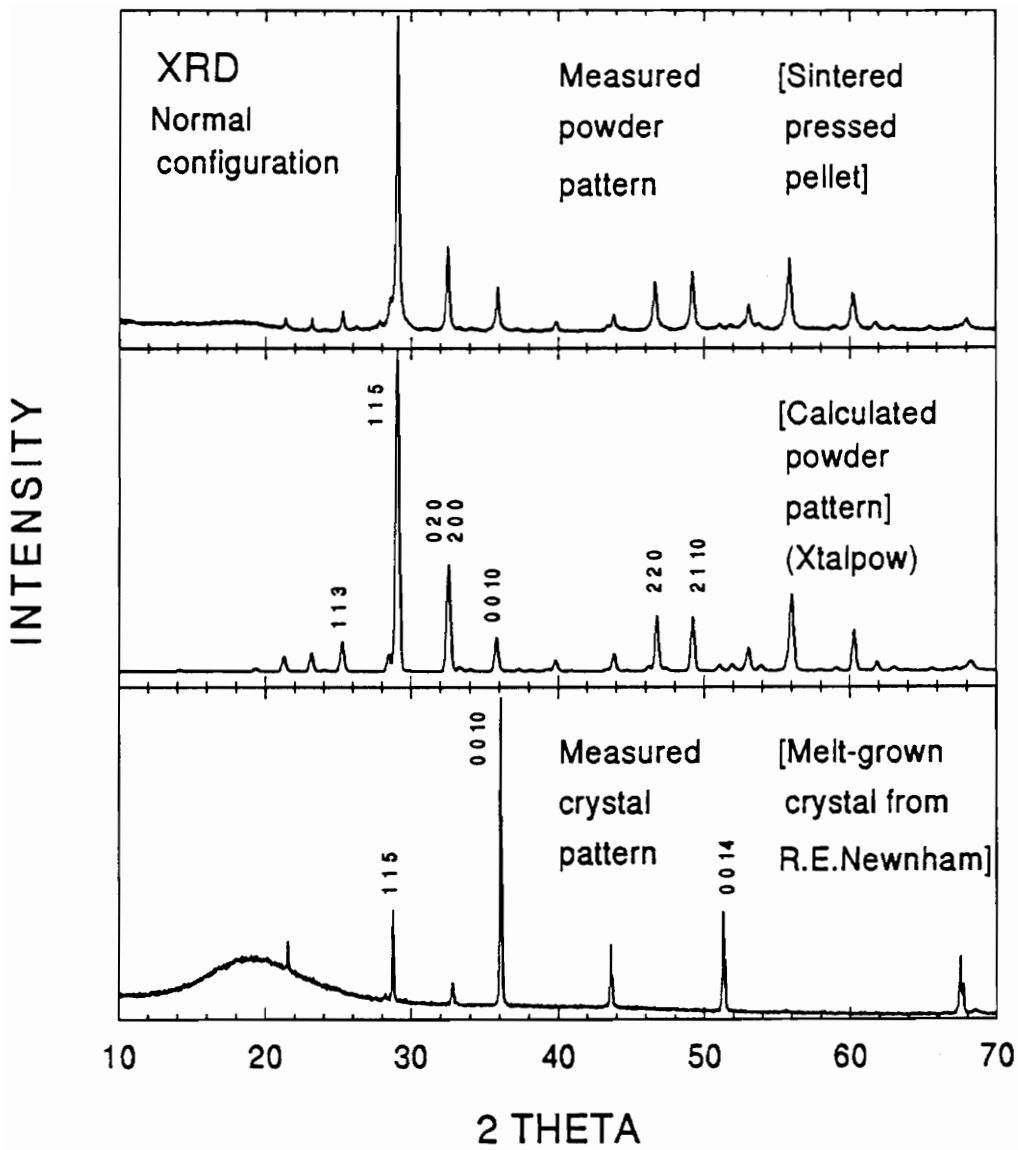 XRD
Normal
configuration
Measured
powder
pattern
[Sintered
pressed
pellet]
1 1 5
0 2 0
2 0 0
1 1 3
0 0 10
2 2 0
2 1 10
[Calculated
powder
pattern]
(Xtalpow)
0 0 10
1 1 5
0 0 14
Measured
crystal
pattern
[Melt-grown
crystal from
R.E.Newnham]
INTENSITY
10 20 30 40 50 60 70
2 THETA